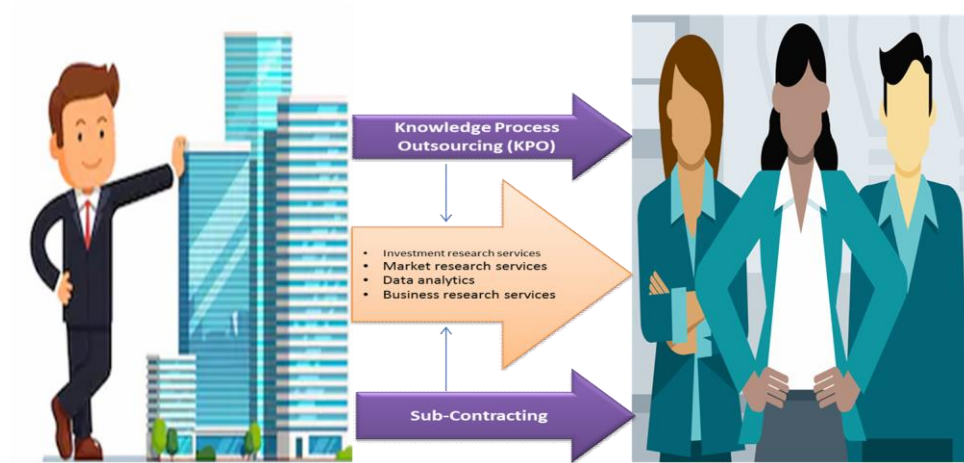 Knowledge Process
Outsourcing (KPO)
• Investment research services
• Market research services
• Data analytics
• Business research services
Sub-Contracting